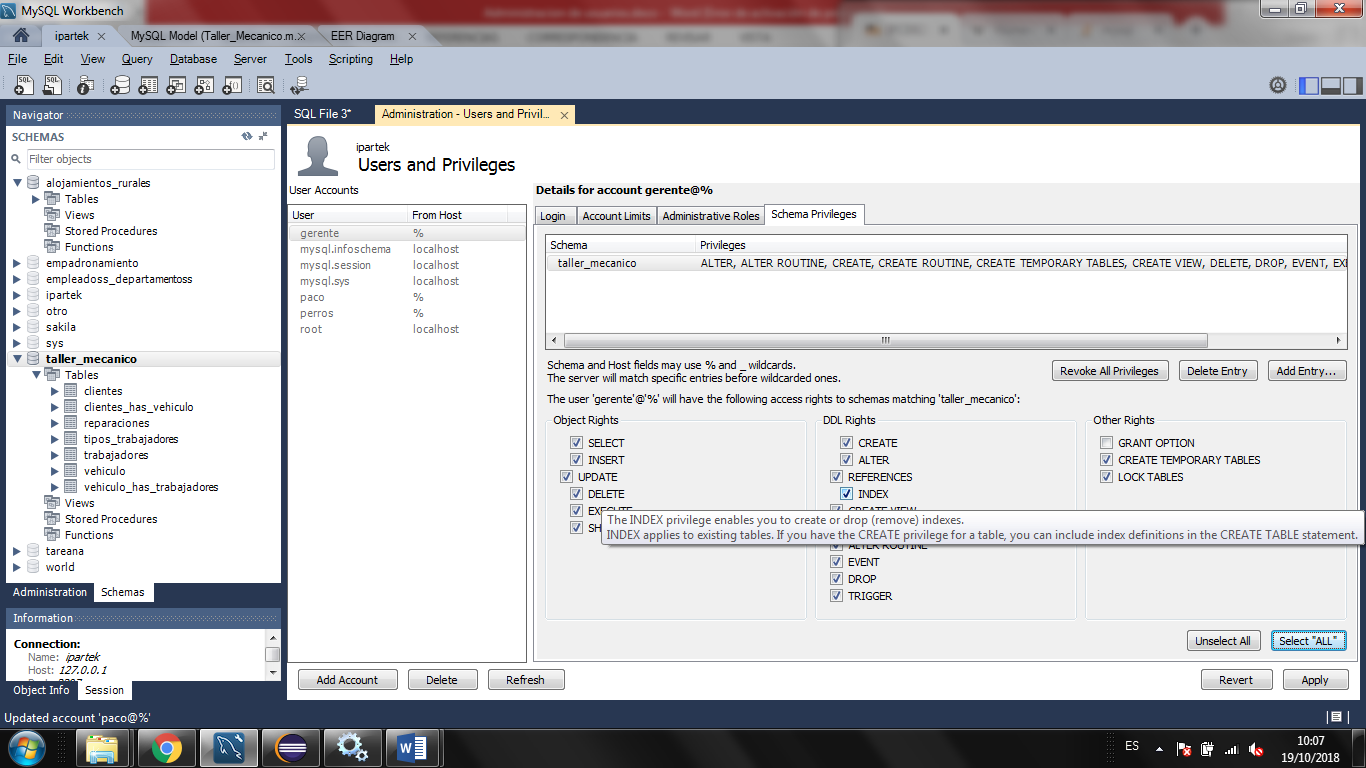 MySQL Workbench
ipartek
MySQL Model (Taller_Mecanico.m...
EER Diagram
File Edit View Query Database Server Tools Scripting Help
Navigator
SCHEMAS
Filter objects
alojamientos_rurales
Tables
Views
Stored Procedures
Functions
empadronamiento
empleadoss_departamentoss
ipartek
otro
sakila
sys
taller_mecanico
Tables
clientes
clientes_has_vehiculo
reparaciones
tipos_trabajadores
trabajadores
vehiculo
vehiculo_has_trabajadores
Views
Stored Procedures
Functions
tareana
world
Administration Schemas
Information
Connection:
Name: ipartek
Host: 127.0.0.1
Object Info Session
Updated account 'paco@%'
SQL File 3*
Administration - Users and Privil...
ipartek
Users and Privileges
User Accounts
User From Host
gerente %
mysql.infoschema localhost
mysql.session localhost
mysql.sys localhost
paco %
perros %
root localhost
Add Account Delete Refresh
Details for account gerente@%
Login Account Limits Administrative Roles Schema Privileges
Schema Privileges
taller_mecanico ALTER, ALTER ROUTINE, CREATE, CREATE ROUTINE, CREATE TEMPORARY TABLES, CREATE VIEW, DELETE, DROP, EVENT, EXE
Schema and Host fields may use % and _ wildcards.
The server will match specific entries before wildcarded ones.
Revoke All Privileges Delete Entry Add Entry...
The user 'gerente'@'%' will have the following access rights to schemas matching 'taller_mecanico':
Object Rights
SELECT
INSERT
UPDATE
DELETE
EXECUTE
SH
DDL Rights
CREATE
ALTER
REFERENCES
INDEX
CREATE VIEW
The INDEX privilege enables you to create or drop (remove) indexes.
INDEX applies to existing tables. If you have the CREATE privilege for a table, you can include index definitions in the CREATE TABLE statement.
ALTER ROUTINE
EVENT
DROP
TRIGGER
Other Rights
GRANT OPTION
CREATE TEMPORARY TABLES
LOCK TABLES
Unselect All Select "ALL"
Revert Apply
ES
10:07
19/10/2018